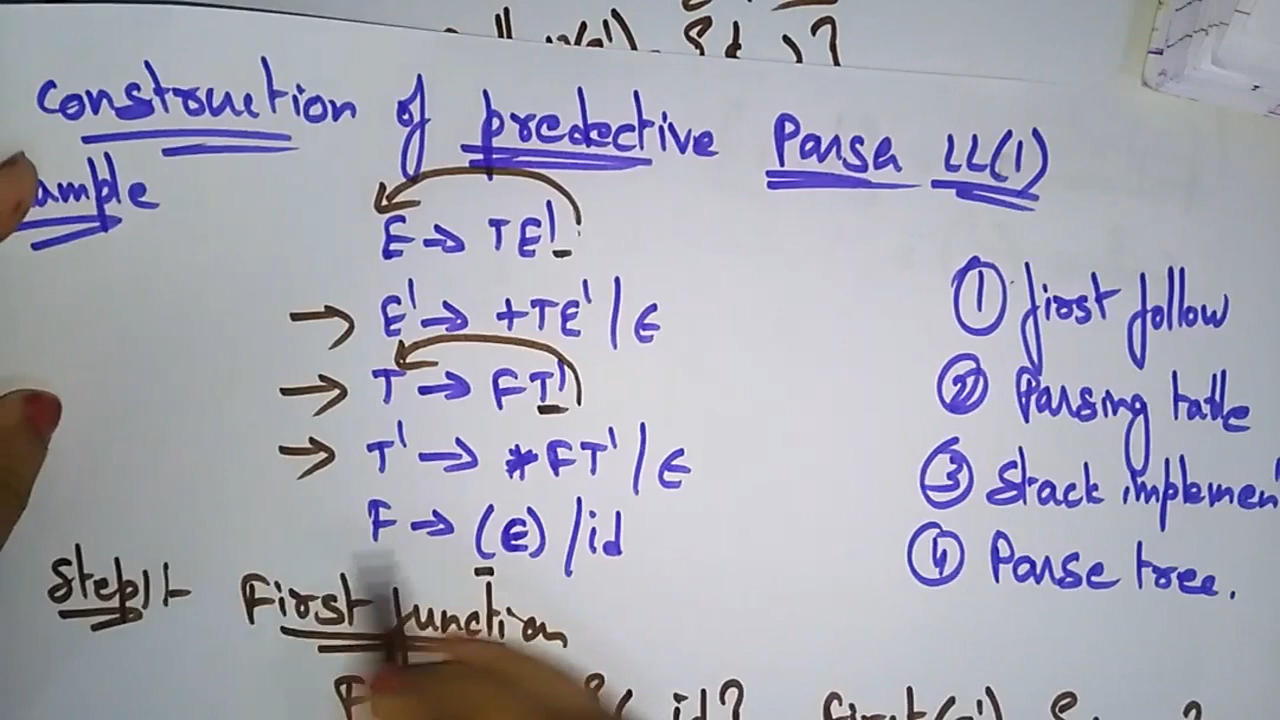 Construction of predective Parser LL(1)
ample
E → TE'
E' → +TE' / ε
T → FT'
T' → *FT' / ε
F → (E) / id
① first follow
② Parsing table
③ Stack implemen
④ Parse tree.
Step1:- First function